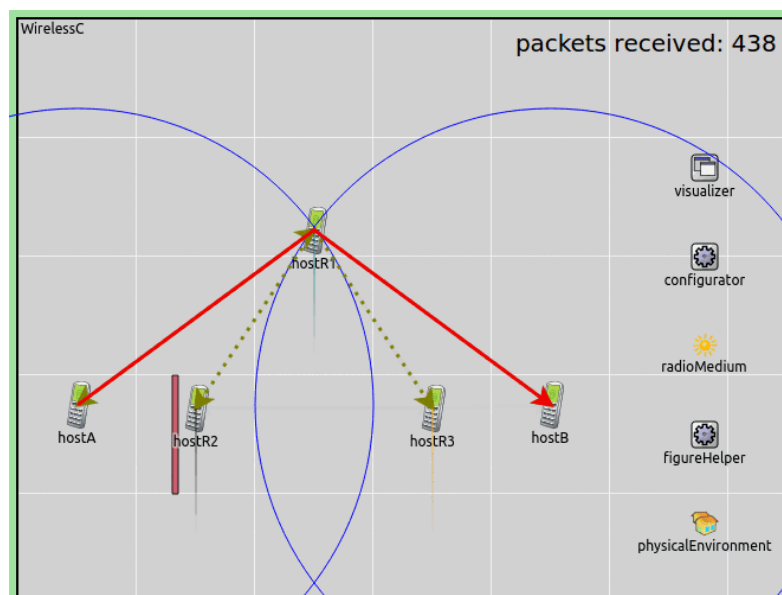 WirelessC
packets received: 438
visualizer
hostR1
configurator
radioMedium
hostA
hostR2
hostR3
hostB
figureHelper
physicalEnvironment